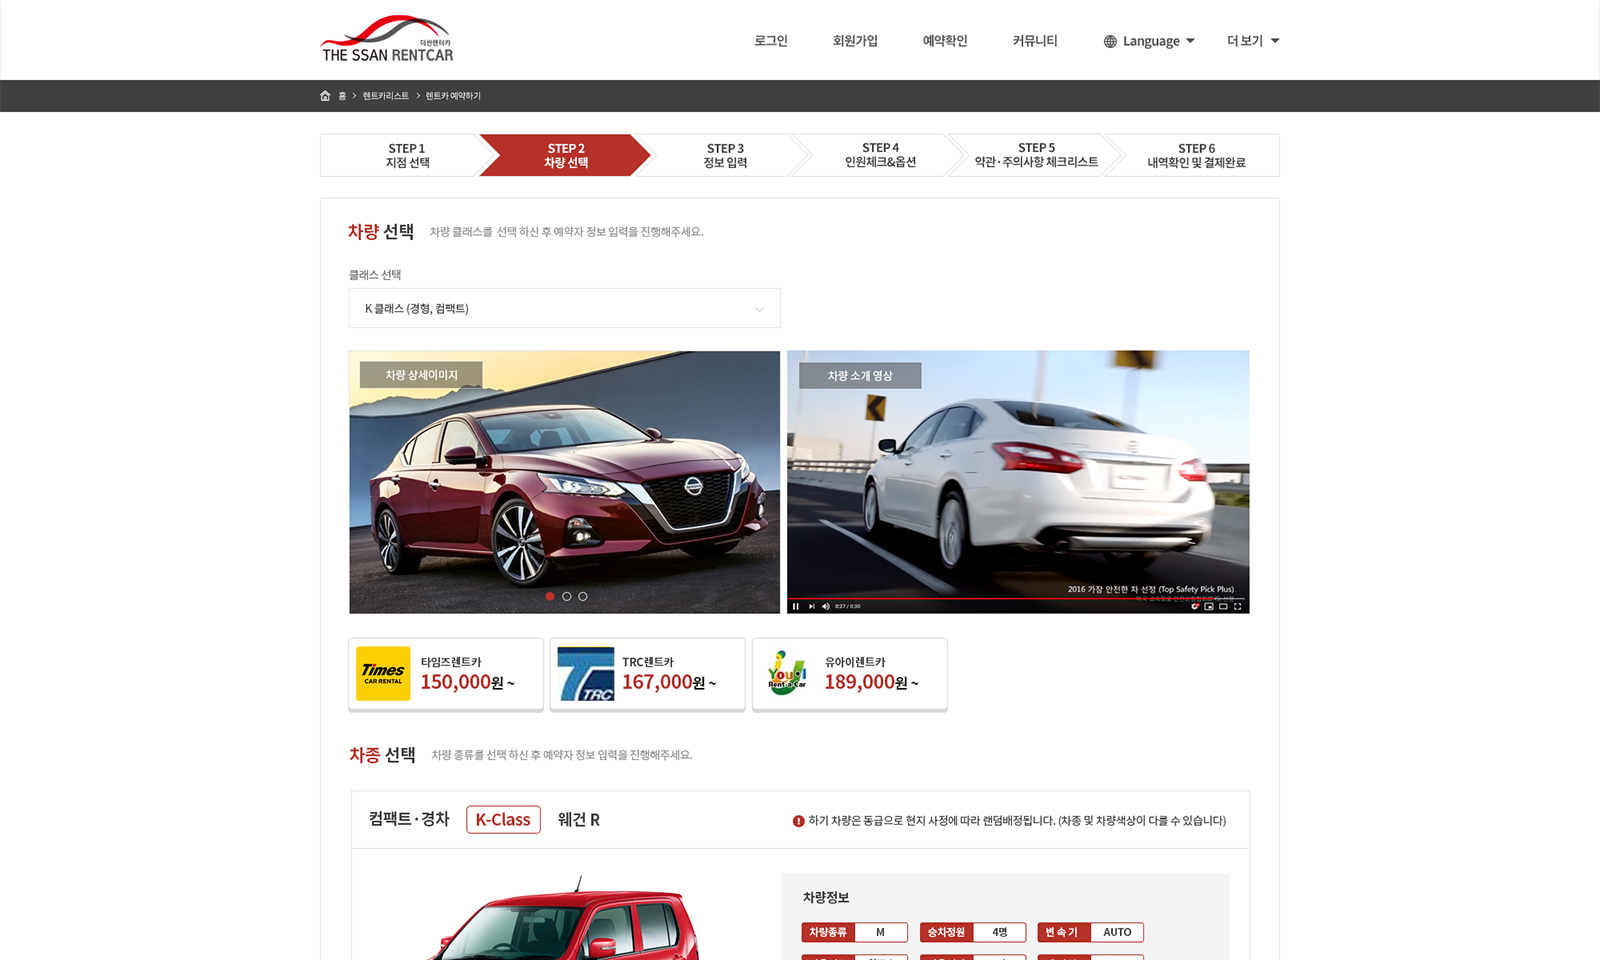 더싼렌터카
THE SSAN RENTCAR
로그인
회원가입
예약확인
커뮤니티
Language
더 보기
홈 > 렌트카리스트 > 렌트카 예약하기
STEP 1
지점 선택
STEP 2
차량 선택
STEP 3
정보 입력
STEP 4
인원체크&옵션
STEP 5
약관·주의사항 체크리스트
STEP 6
내역확인 및 결제완료
차량 선택
차량 클래스를 선택 하신 후 예약자 정보 입력을 진행해주세요.
클래스 선택
K 클래스 (경형, 컴팩트)
차량 상세이미지
차량 소개 영상
NISSAN
2016 가장 안전한 차 선정 (Top Safety Pick Plus)
0:27 / 0:30
Times
CAR RENTAL
타임즈렌트카
150,000원 ~
TRC
TRC렌트카
167,000원 ~
You·I
Rent-a-Car
유아이렌트카
189,000원 ~
차종 선택
차량 종류를 선택 하신 후 예약자 정보 입력을 진행해주세요.
컴팩트·경차
K-Class
웨건 R
하기 차량은 동급으로 현지 사정에 따라 랜덤배정됩니다. (차종 및 차량색상이 다를 수 있습니다)
차량정보
차량종류
M
승차정원
4명
변 속 기
AUTO